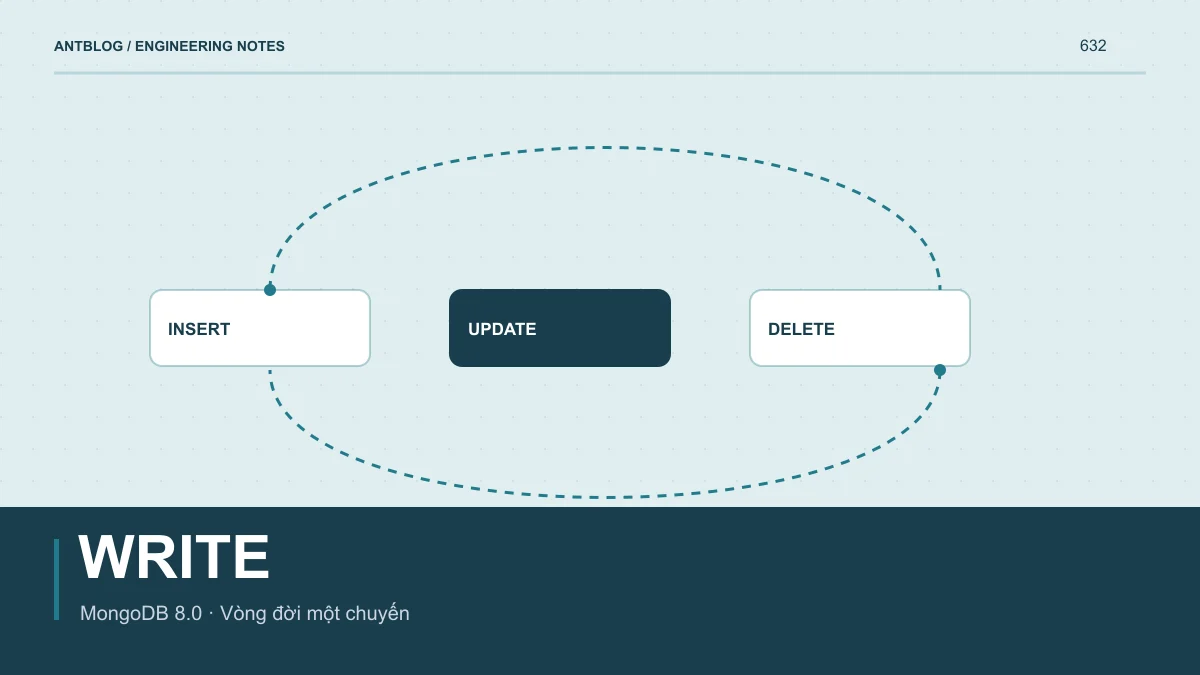 ANTBLOG / ENGINEERING NOTES
632
INSERT
UPDATE
DELETE
WRITE
MongoDB 8.0 · Vòng đời một chuyến